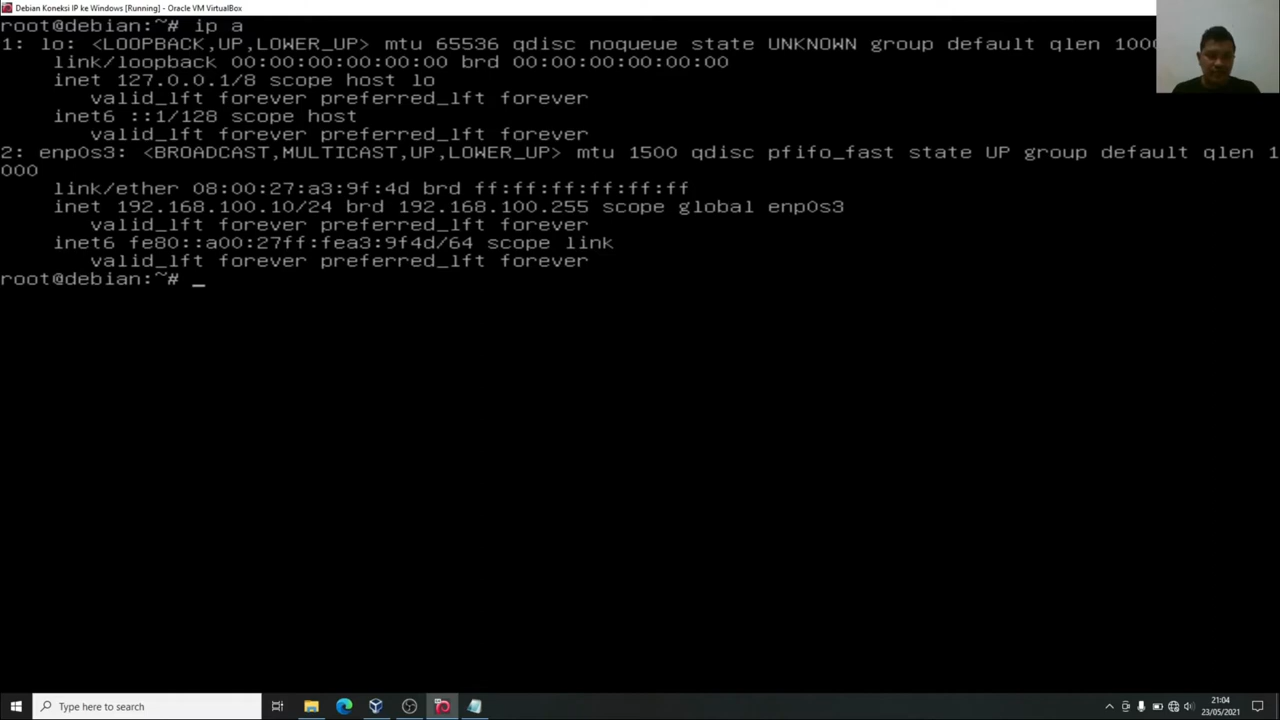 Debian Koneksi IP ke Windows [Running] - Oracle VM VirtualBox
root@debian:~# ip a
1: lo: <LOOPBACK,UP,LOWER_UP> mtu 65536 qdisc noqueue state UNKNOWN group default qlen 1000
link/loopback 00:00:00:00:00:00 brd 00:00:00:00:00:00
inet 127.0.0.1/8 scope host lo
valid_lft forever preferred_lft forever
inet6 ::1/128 scope host
valid_lft forever preferred_lft forever
2: enp0s3: <BROADCAST,MULTICAST,UP,LOWER_UP> mtu 1500 qdisc pfifo_fast state UP group default qlen 1
000
link/ether 08:00:27:a3:9f:4d brd ff:ff:ff:ff:ff:ff
inet 192.168.100.10/24 brd 192.168.100.255 scope global enp0s3
valid_lft forever preferred_lft forever
inet6 fe80::a00:27ff:fea3:9f4d/64 scope link
valid_lft forever preferred_lft forever
root@debian:~# _
Type here to search
21:04
23/05/2021